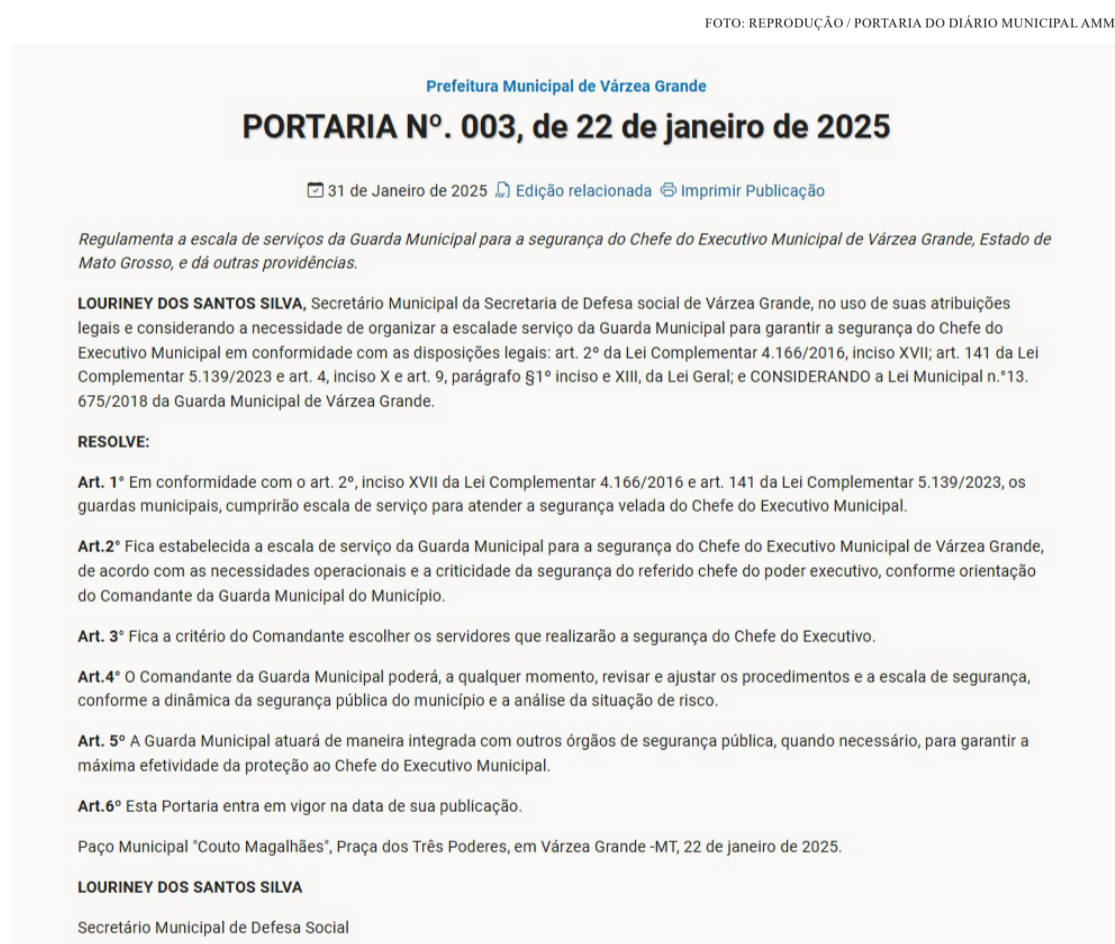 FOTO: REPRODUÇÃO / PORTARIA DO DIÁRIO MUNICIPAL AMM
Prefeitura Municipal de Várzea Grande
PORTARIA Nº. 003, de 22 de janeiro de 2025
31 de Janeiro de 2025 Edição relacionada Imprimir Publicação
Regulamenta a escala de serviços da Guarda Municipal para a segurança do Chefe do Executivo Municipal de Várzea Grande, Estado de
Mato Grosso, e dá outras providências.
LOURINEY DOS SANTOS SILVA, Secretário Municipal da Secretaria de Defesa social de Várzea Grande, no uso de suas atribuições
legais e considerando a necessidade de organizar a escalade serviço da Guarda Municipal para garantir a segurança do Chefe do
Executivo Municipal em conformidade com as disposições legais: art. 2º da Lei Complementar 4.166/2016, inciso XVII; art. 141 da Lei
Complementar 5.139/2023 e art. 4, inciso X e art. 9, parágrafo §1º inciso e XIII, da Lei Geral; e CONSIDERANDO a Lei Municipal n.°13.
675/2018 da Guarda Municipal de Várzea Grande.
RESOLVE:
Art. 1° Em conformidade com o art. 2º, inciso XVII da Lei Complementar 4.166/2016 e art. 141 da Lei Complementar 5.139/2023, os
guardas municipais, cumprirão escala de serviço para atender a segurança velada do Chefe do Executivo Municipal.
Art.2° Fica estabelecida a escala de serviço da Guarda Municipal para a segurança do Chefe do Executivo Municipal de Várzea Grande,
de acordo com as necessidades operacionais e a criticidade da segurança do referido chefe do poder executivo, conforme orientação
do Comandante da Guarda Municipal do Município.
Art. 3° Fica a critério do Comandante escolher os servidores que realizarão a segurança do Chefe do Executivo.
Art.4° O Comandante da Guarda Municipal poderá, a qualquer momento, revisar e ajustar os procedimentos e a escala de segurança,
conforme a dinâmica da segurança pública do município e a análise da situação de risco.
Art. 5º A Guarda Municipal atuará de maneira integrada com outros órgãos de segurança pública, quando necessário, para garantir a
máxima efetividade da proteção ao Chefe do Executivo Municipal.
Art.6º Esta Portaria entra em vigor na data de sua publicação.
Paço Municipal "Couto Magalhães", Praça dos Três Poderes, em Várzea Grande -MT, 22 de janeiro de 2025.
LOURINEY DOS SANTOS SILVA
Secretário Municipal de Defesa Social